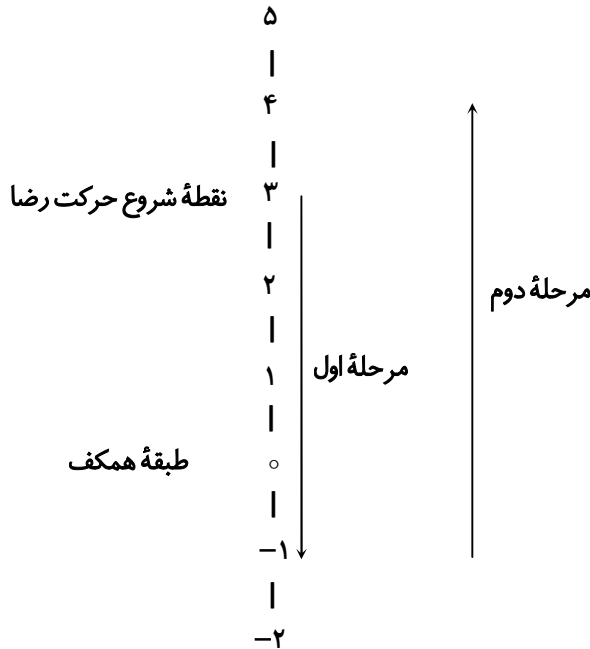 ۵
۴
نقطهٔ شروع حرکت رضا ۳
۲
مرحلهٔ دوم
۱
مرحلهٔ اول
طبقهٔ همکف ۰
−۱
−۲